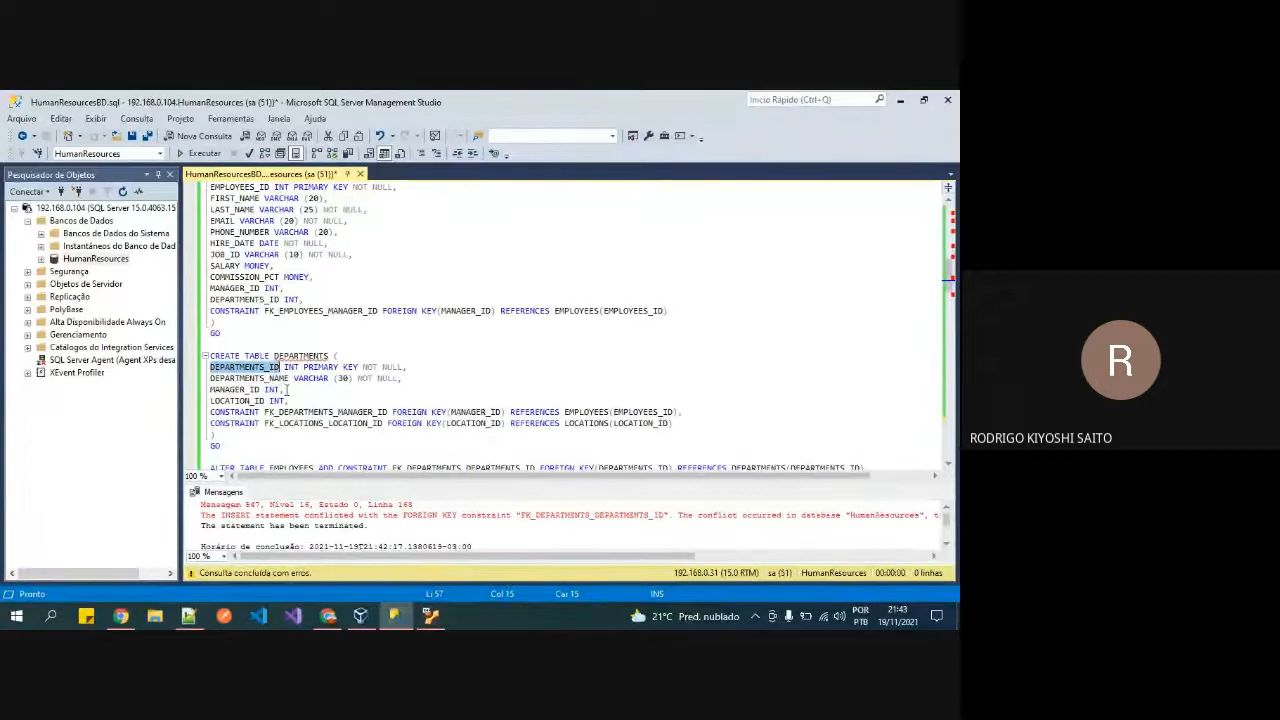 HumanResourcesBD.sql - 192.168.0.104.HumanResources (sa (51))* - Microsoft SQL Server Management Studio
Início Rápido (Ctrl+Q)
Arquivo Editar Exibir Consulta Projeto Ferramentas Janela Ajuda
Nova Consulta
HumanResources Executar
Pesquisador de Objetos
HumanResourcesBD....esources (sa (51))*
Conectar
192.168.0.104 (SQL Server 15.0.4063.15
Bancos de Dados
Bancos de Dados do Sistema
Instantâneos do Banco de Dad
HumanResources
Segurança
Objetos de Servidor
Replicação
PolyBase
Alta Disponibilidade Always On
Gerenciamento
Catálogos do Integration Services
SQL Server Agent (Agent XPs desa
XEvent Profiler
EMPLOYEES_ID INT PRIMARY KEY NOT NULL,
FIRST_NAME VARCHAR (20),
LAST_NAME VARCHAR (25) NOT NULL,
EMAIL VARCHAR (20) NOT NULL,
PHONE_NUMBER VARCHAR (20),
HIRE_DATE DATE NOT NULL,
JOB_ID VARCHAR (10) NOT NULL,
SALARY MONEY,
COMMISSION_PCT MONEY,
MANAGER_ID INT,
DEPARTMENTS_ID INT,
CONSTRAINT FK_EMPLOYEES_MANAGER_ID FOREIGN KEY(MANAGER_ID) REFERENCES EMPLOYEES(EMPLOYEES_ID)
)
GO
CREATE TABLE DEPARTMENTS (
DEPARTMENTS_ID INT PRIMARY KEY NOT NULL,
DEPARTMENTS_NAME VARCHAR (30) NOT NULL,
MANAGER_ID INT,
LOCATION_ID INT,
CONSTRAINT FK_DEPARTMENTS_MANAGER_ID FOREIGN KEY(MANAGER_ID) REFERENCES EMPLOYEES(EMPLOYEES_ID),
CONSTRAINT FK_LOCATIONS_LOCATION_ID FOREIGN KEY(LOCATION_ID) REFERENCES LOCATIONS(LOCATION_ID)
)
GO
ALTER TABLE EMPLOYEES ADD CONSTRAINT FK_DEPARTMENTS_DEPARTMENTS_ID FOREIGN KEY(DEPARTMENTS_ID) REFERENCES DEPARTMENTS(DEPARTMENTS_ID)
100 %
Mensagens
Mensagem 547, Nível 16, Estado 0, Linha 168
The INSERT statement conflicted with the FOREIGN KEY constraint "FK_DEPARTMENTS_DEPARTMENTS_ID". The conflict occurred in database "HumanResources", t
The statement has been terminated.
Horário de conclusão: 2021-11-19T21:42:17.1380619-03:00
100 %
Consulta concluída com erros. 192.168.0.31 (15.0 RTM) sa (51) HumanResources 00:00:00 0 linhas
Pronto Li 57 Col 15 Car 15 INS
21°C Pred. nublado
POR
PTB
21:43
19/11/2021
R
RODRIGO KIYOSHI SAITO